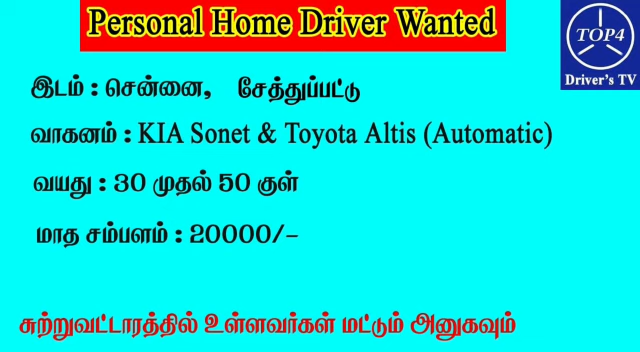 Personal Home Driver Wanted
TOP4
Driver's TV
இடம் : சென்னை, சேத்துப்பட்டு
வாகனம் : KIA Sonet & Toyota Altis (Automatic)
வயது : 30 முதல் 50 குள்
மாத சம்பளம் : 20000/-
சுற்றுவட்டாரத்தில் உள்ளவர்கள் மட்டும் அனுகவும்